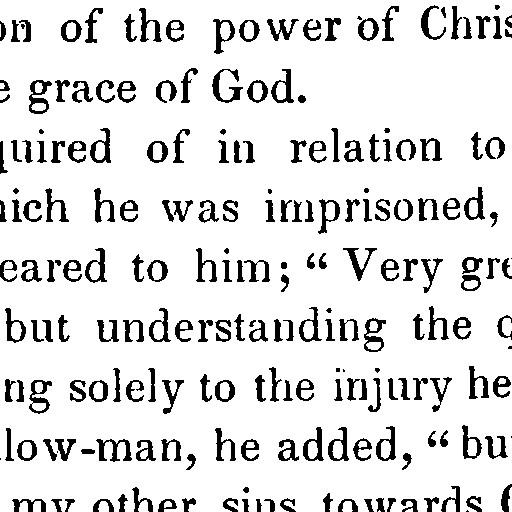 on of the power of Chris
e grace of God.
quired of in relation to
hich he was imprisoned,
eared to him; “ Very gre
but understanding the q
ng solely to the injury he
llow-man, he added, “ bu
my other sins towards G